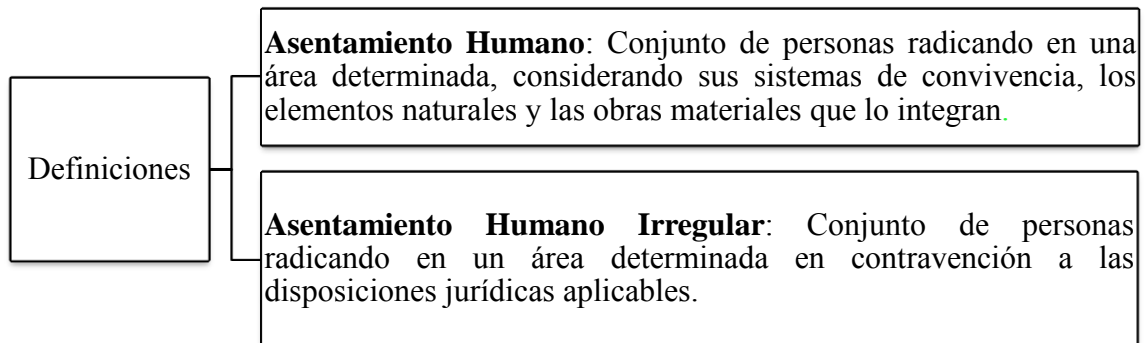 Definiciones
Asentamiento Humano: Conjunto de personas radicando en una
área determinada, considerando sus sistemas de convivencia, los
elementos naturales y las obras materiales que lo integran.
Asentamiento Humano Irregular: Conjunto de personas
radicando en un área determinada en contravención a las
disposiciones jurídicas aplicables.